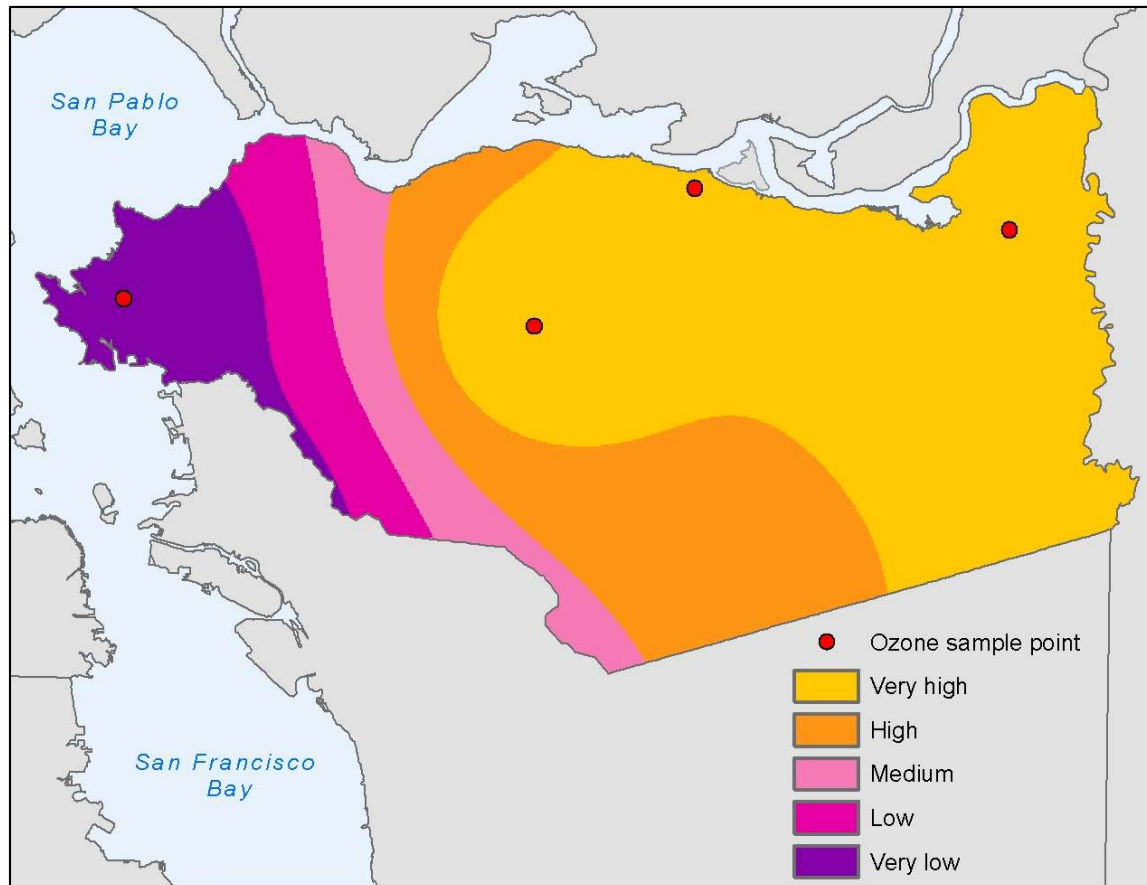 San Pablo
Bay
San Francisco
Bay
Ozone sample point
Very high
High
Medium
Low
Very low